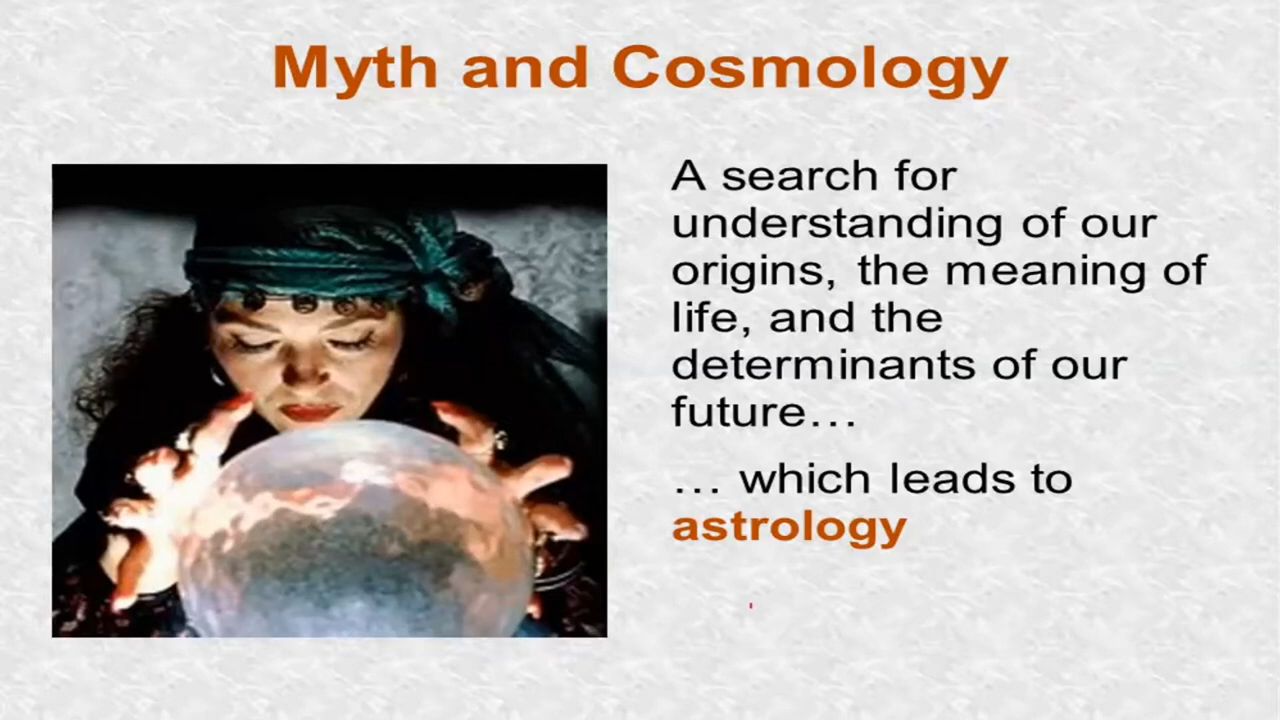 Myth and Cosmology
A search for
understanding of our
origins, the meaning of
life, and the
determinants of our
future…
… which leads to
astrology